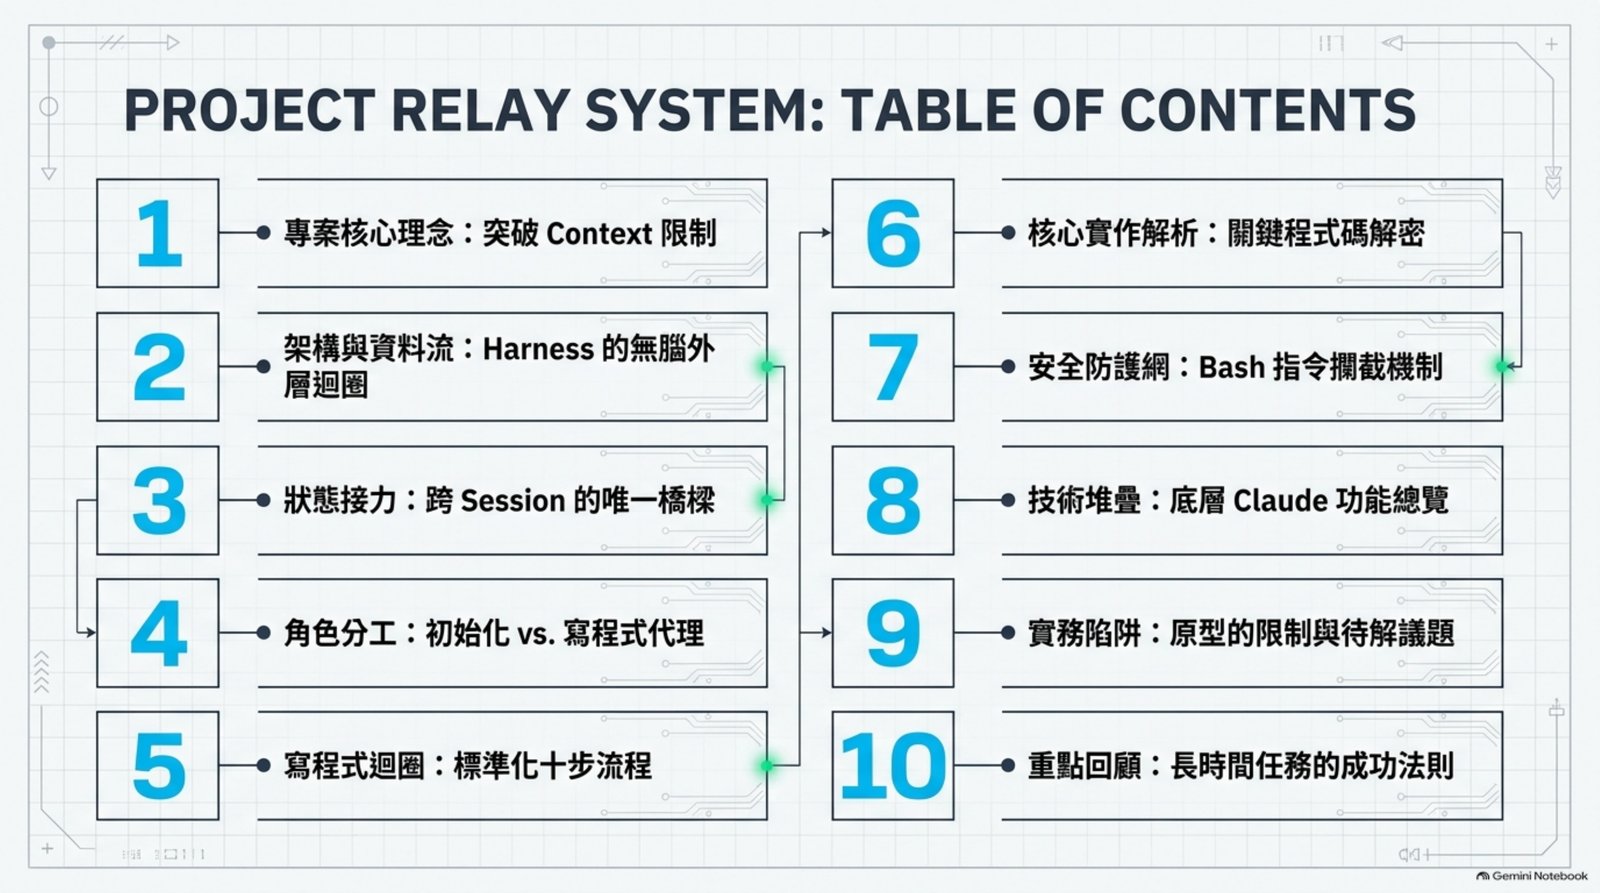 PROJECT RELAY SYSTEM: TABLE OF CONTENTS
1
專案核心理念：突破 Context 限制
2
架構與資料流：Harness 的無腦外
層迴圈
3
狀態接力：跨 Session 的唯一橋樑
4
角色分工：初始化 vs. 寫程式代理
5
寫程式迴圈：標準化十步流程
6
核心實作解析：關鍵程式碼解密
7
安全防護網：Bash 指令攔截機制
8
技術堆疊：底層 Claude 功能總覽
9
實務陷阱：原型的限制與待解議題
10
重點回顧：長時間任務的成功法則
Gemini Notebook